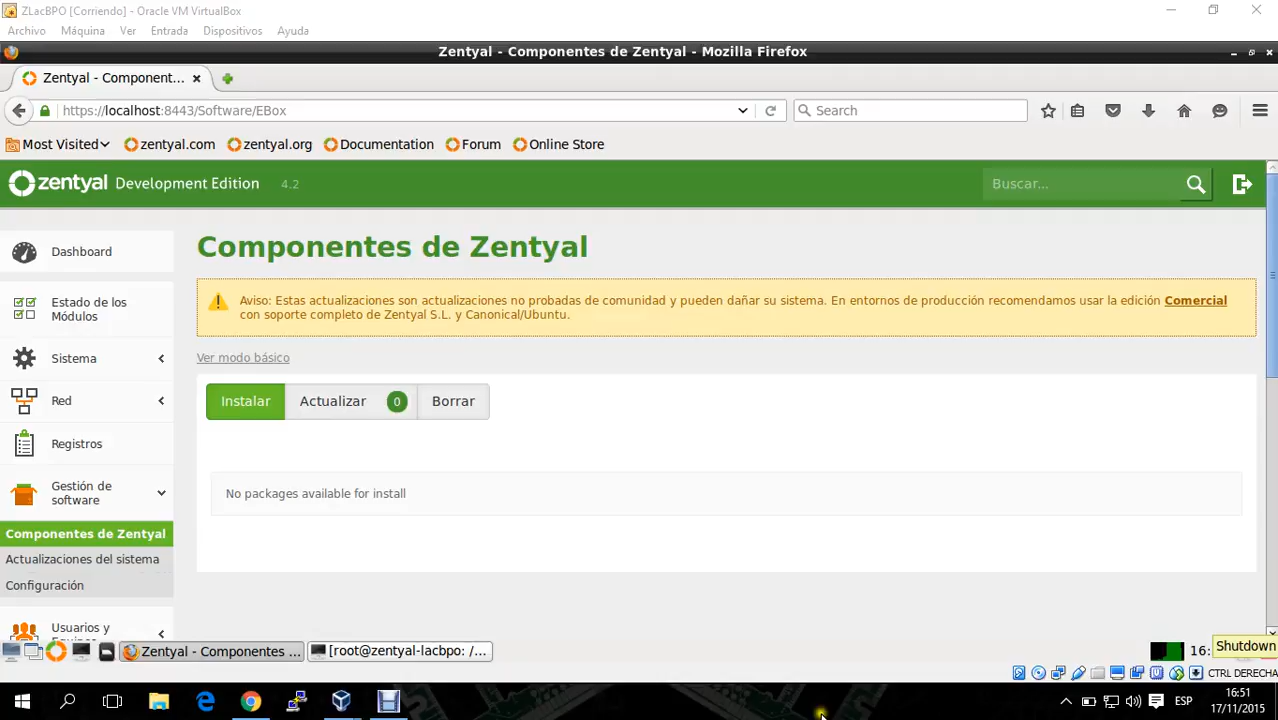 ZLacBPO [Corriendo] - Oracle VM VirtualBox
Archivo Máquina Ver Entrada Dispositivos Ayuda
Zentyal - Componentes de Zentyal - Mozilla Firefox
Zentyal - Component...
https://localhost:8443/Software/EBox
Search
Most Visited
zentyal.com
zentyal.org
Documentation
Forum
Online Store
zentyal Development Edition 4.2
Buscar...
Dashboard
Estado de los
Módulos
Sistema
Red
Registros
Gestión de
software
Componentes de Zentyal
Actualizaciones del sistema
Configuración
Usuarios y
Componentes de Zentyal
Aviso: Estas actualizaciones son actualizaciones no probadas de comunidad y pueden dañar su sistema. En entornos de producción recomendamos usar la edición Comercial
con soporte completo de Zentyal S.L. y Canonical/Ubuntu.
Ver modo básico
Instalar Actualizar 0 Borrar
No packages available for install
Zentyal - Componentes ...
[root@zentyal-lacbpo: /...
16:
Shutdown
CTRL DERECHA
ESP
16:51
17/11/2015